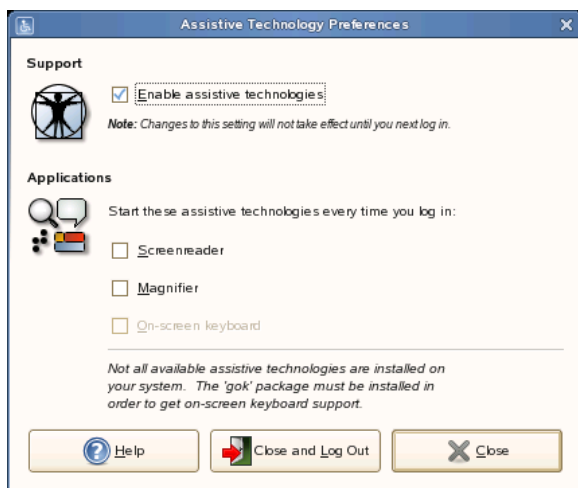 Assistive Technology Preferences
Support
Enable assistive technologies
Note: Changes to this setting will not take effect until you next log in.
Applications
Start these assistive technologies every time you log in:
Screenreader
Magnifier
On-screen keyboard
Not all available assistive technologies are installed on
your system. The 'gok' package must be installed in
order to get on-screen keyboard support.
Help
Close and Log Out
Close